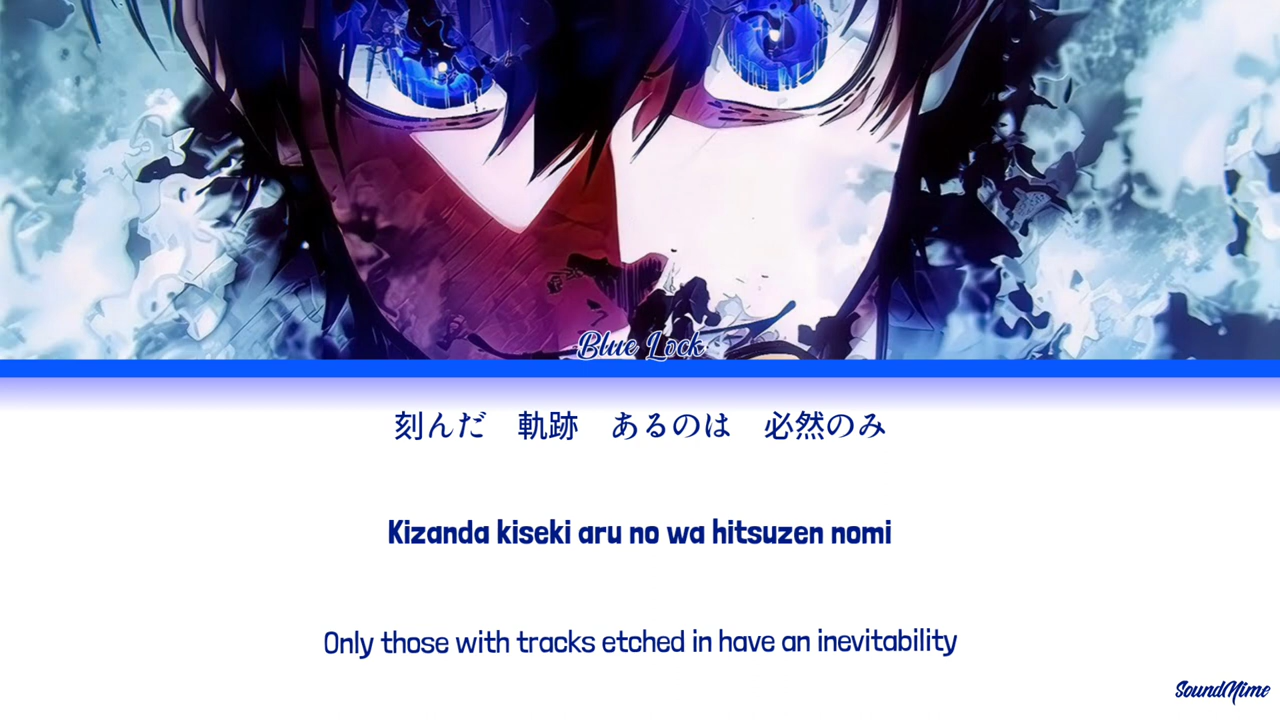 Blue Lock
刻んだ　軌跡　あるのは　必然のみ
Kizanda kiseki aru no wa hitsuzen nomi
Only those with tracks etched in have an inevitability
SoundMime